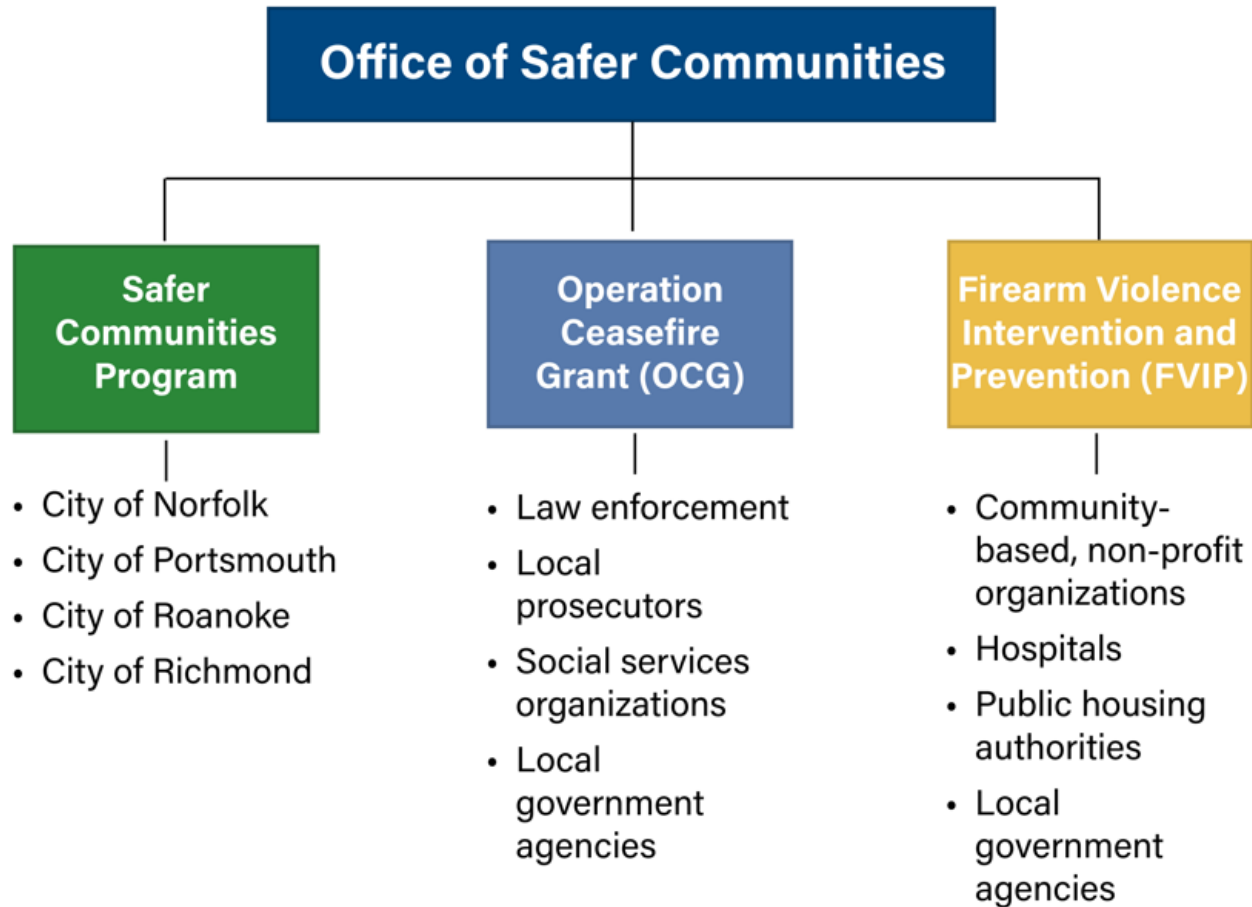 Office of Safer Communities
Safer
Communities
Program
• City of Norfolk
• City of Portsmouth
• City of Roanoke
• City of Richmond
Operation
Ceasefire
Grant (OCG)
• Law enforcement
• Local
prosecutors
• Social services
organizations
• Local
government
agencies
Firearm Violence
Intervention and
Prevention (FVIP)
• Community-
based, non-profit
organizations
• Hospitals
• Public housing
authorities
• Local
government
agencies